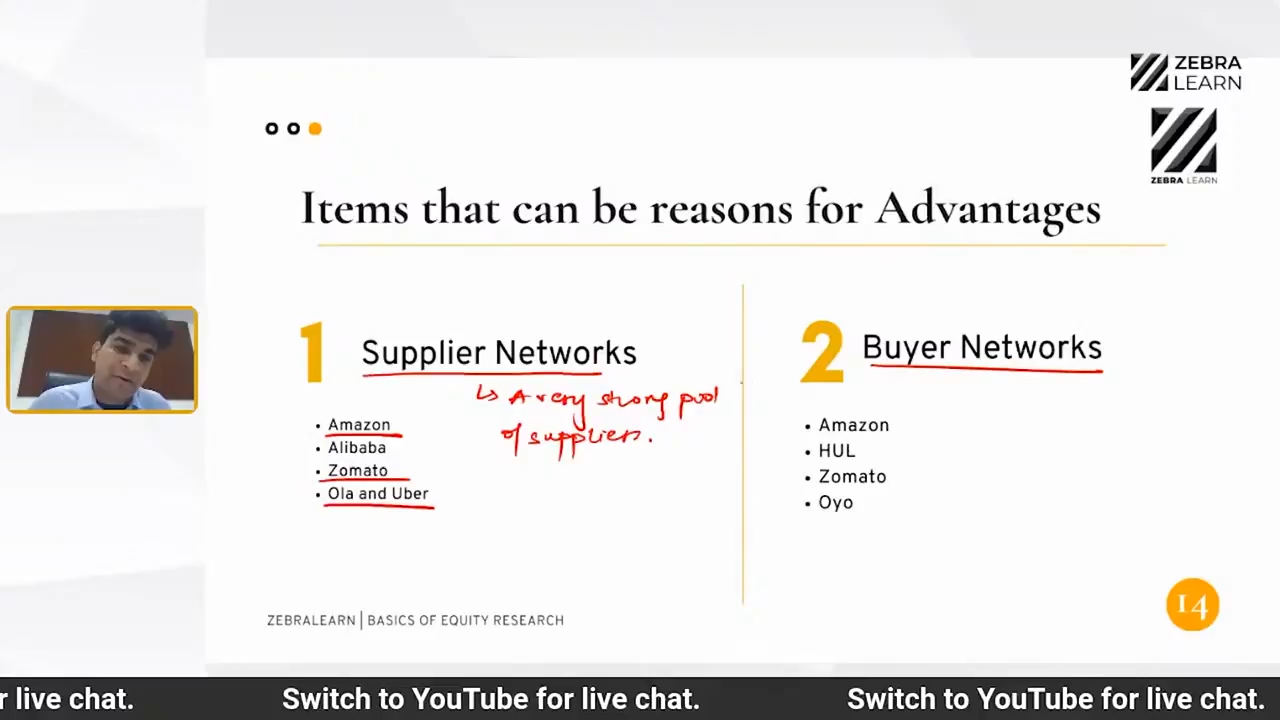 ZEBRA
LEARN
ZEBRA LEARN
Items that can be reasons for Advantages
1
Supplier Networks
↳ A very strong pool
of suppliers.
• Amazon
• Alibaba
• Zomato
• Ola and Uber
2
Buyer Networks
• Amazon
• HUL
• Zomato
• Oyo
ZEBRALEARN | BASICS OF EQUITY RESEARCH
14
r live chat. Switch to YouTube for live chat. Switch to YouTube for live chat.